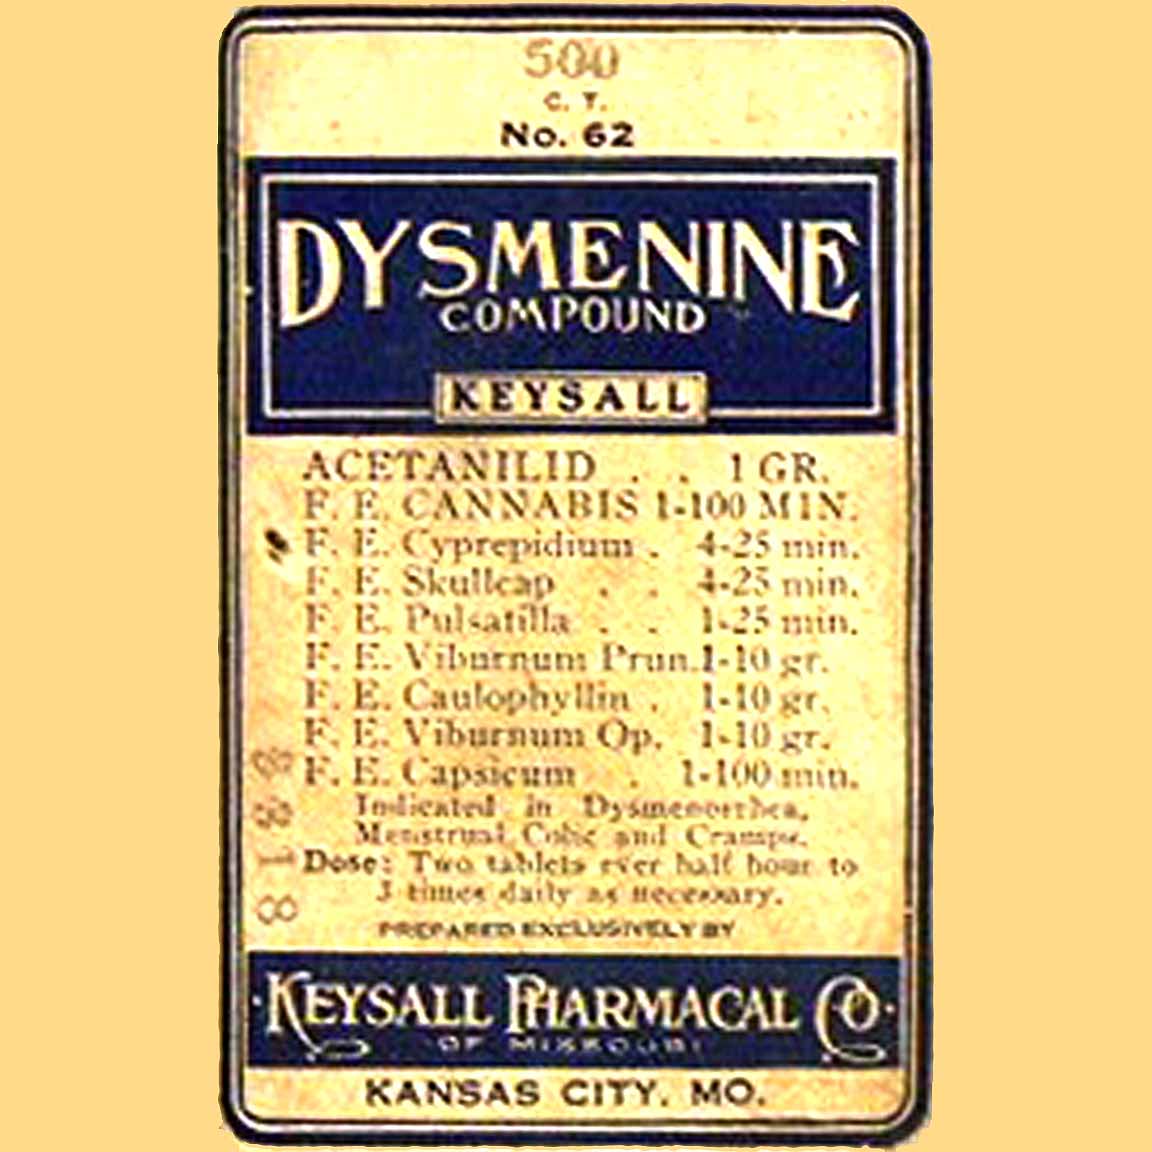 500
C. T.
No. 62
DYSMENINE
COMPOUND
KEYSALL
ACETANILID . . 1 GR.
F. E. CANNABIS 1-100 MIN.
F. E. Cyprepidium . 4-25 min.
F. E. Skullcap . . 4-25 min.
F. E. Pulsatilla . . 1-25 min.
F. E. Viburnum Prun. 1-10 gr.
F. E. Caulophyllin . 1-10 gr.
F. E. Viburnum Op. 1-10 gr.
F. E. Capsicum . 1-100 min.
Indicated in Dysmenorrhea,
Menstrual Colic and Cramps.
Dose: Two tablets ever half hour to
3 times daily as necessary.
PREPARED EXCLUSIVELY BY
KEYSALL PHARMACAL CO.
OF MISSOURI
KANSAS CITY, MO.